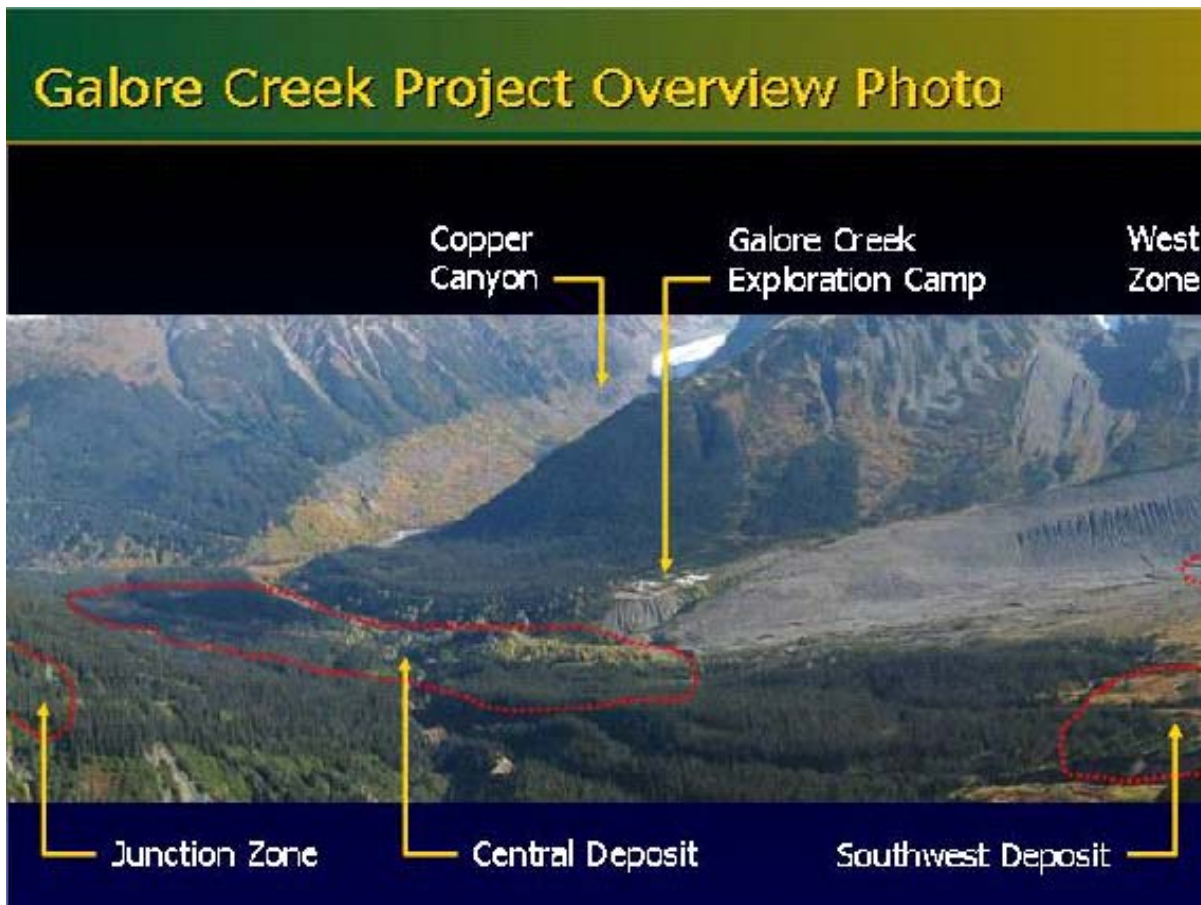 Galore Creek Project Overview Photo
Copper
Canyon
Galore Creek
Exploration Camp
West
Zone
Junction Zone
Central Deposit
Southwest Deposit